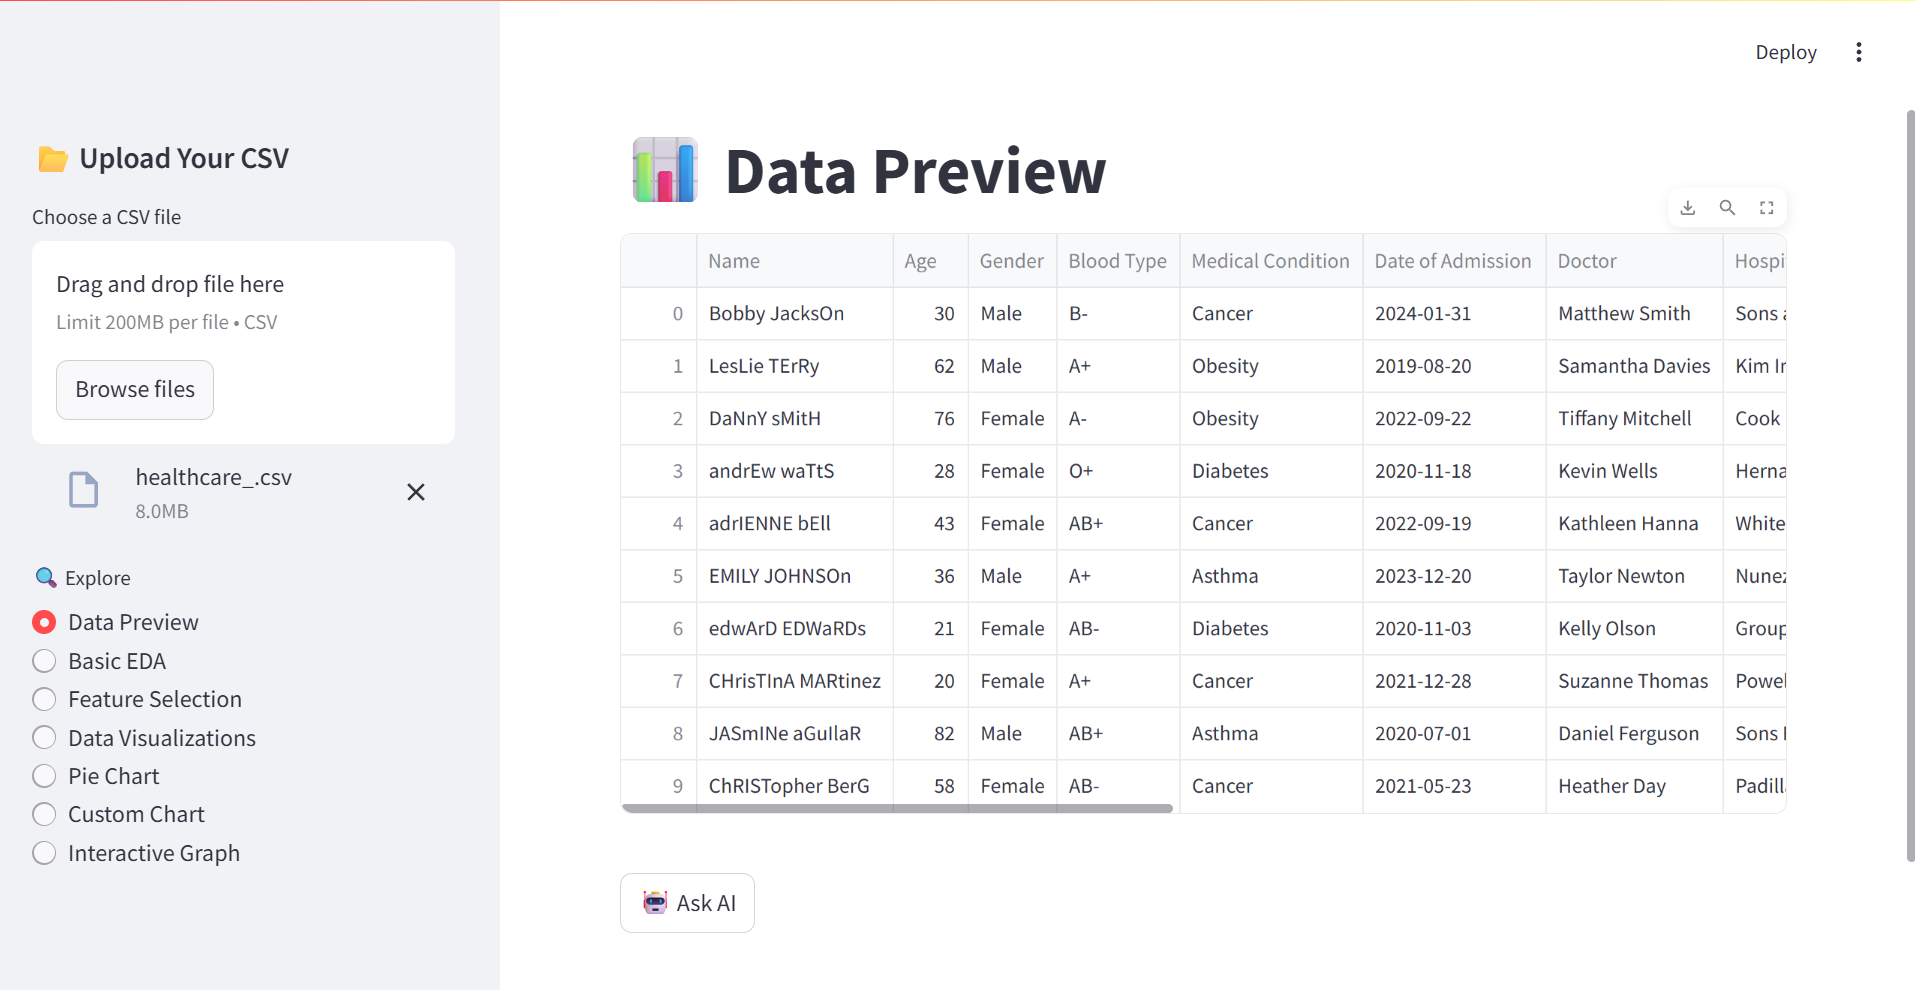 Deploy
Upload Your CSV
Choose a CSV file
Drag and drop file here
Limit 200MB per file • CSV
Browse files
healthcare_.csv
8.0MB
Explore
Data Preview
Basic EDA
Feature Selection
Data Visualizations
Pie Chart
Custom Chart
Interactive Graph
Data Preview
Name Age Gender Blood Type Medical Condition Date of Admission Doctor Hospi
0 Bobby JacksOn 30 Male B- Cancer 2024-01-31 Matthew Smith Sons
1 LesLie TErRy 62 Male A+ Obesity 2019-08-20 Samantha Davies Kim
2 DaNnY sMitH 76 Female A- Obesity 2022-09-22 Tiffany Mitchell Cook
3 andrEw waTtS 28 Female O+ Diabetes 2020-11-18 Kevin Wells Herna
4 adrIENNE bEll 43 Female AB+ Cancer 2022-09-19 Kathleen Hanna White
5 EMILY JOHNSOn 36 Male A+ Asthma 2023-12-20 Taylor Newton Nunez
6 edwArD EDWaRDs 21 Female AB- Diabetes 2020-11-03 Kelly Olson Group
7 CHrisTInA MARtinez 20 Female A+ Cancer 2021-12-28 Suzanne Thomas Powel
8 JASmINe aGuIlaR 82 Male AB+ Asthma 2020-07-01 Daniel Ferguson Sons
9 ChRISTopher BerG 58 Female AB- Cancer 2021-05-23 Heather Day Padill
Ask AI